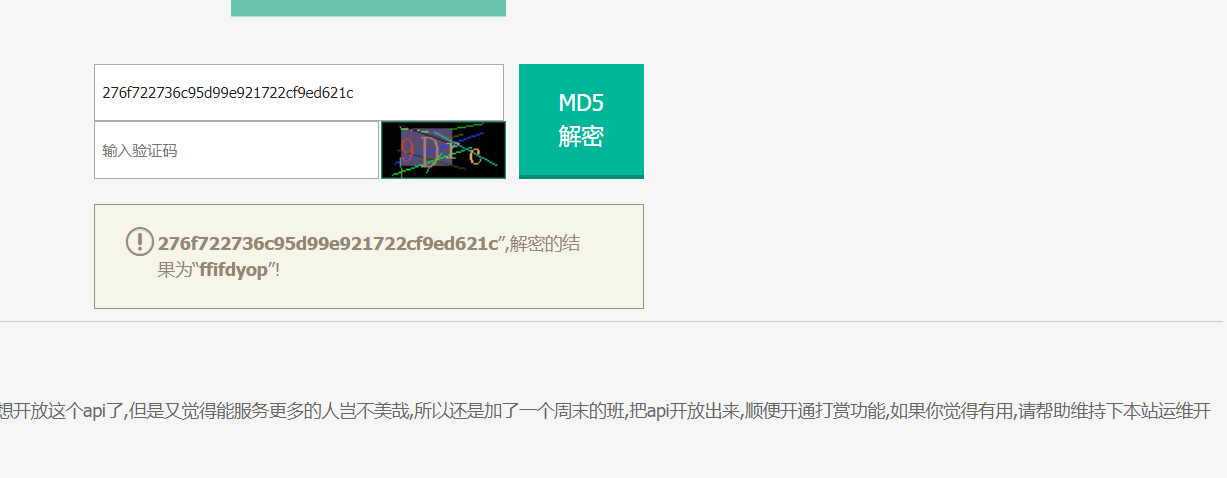 276f722736c95d99e921722cf9ed621c
MD5
解密
输入验证码
9Drc
276f722736c95d99e921722cf9ed621c”,解密的结
果为“ffifdyop”!
想开放这个api了,但是又觉得能服务更多的人岂不美哉,所以还是加了一个周末的班,把api开放出来,顺便开通打赏功能,如果你觉得有用,请帮助维持下本站运维开